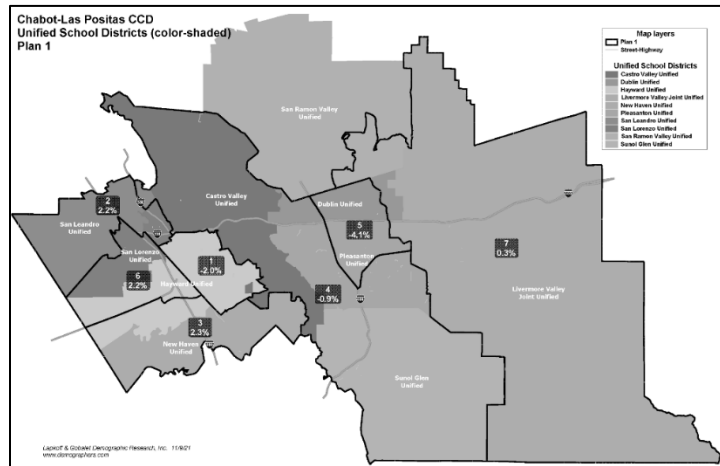 Chabot-Las Positas CCD
Unified School Districts (color-shaded)
Plan 1
Map layers
Plan 1
Street-Highway
Unified School Districts
Castro Valley Unified
Dublin Unified
Hayward Unified
Livermore Valley Joint Unified
New Haven Unified
Pleasanton Unified
San Leandro Unified
San Lorenzo Unified
San Ramon Valley Unified
Sunol Glen Unified
San Ramon Valley
Unified
Castro Valley
Unified
Dublin Unified
2
2.2%
San Leandro
Unified
5
-4.1%
Pleasanton
Unified
7
0.3%
San Lorenzo
Unified
1
-2.0%
6
2.2%
Hayward Unified
4
-0.9%
Livermore Valley
Joint Unified
3
2.3%
New Haven
Unified
Sunol Glen
Unified
Lapkoff & Gobalet Demographic Research, Inc. 11/9/21
www.demographers.com